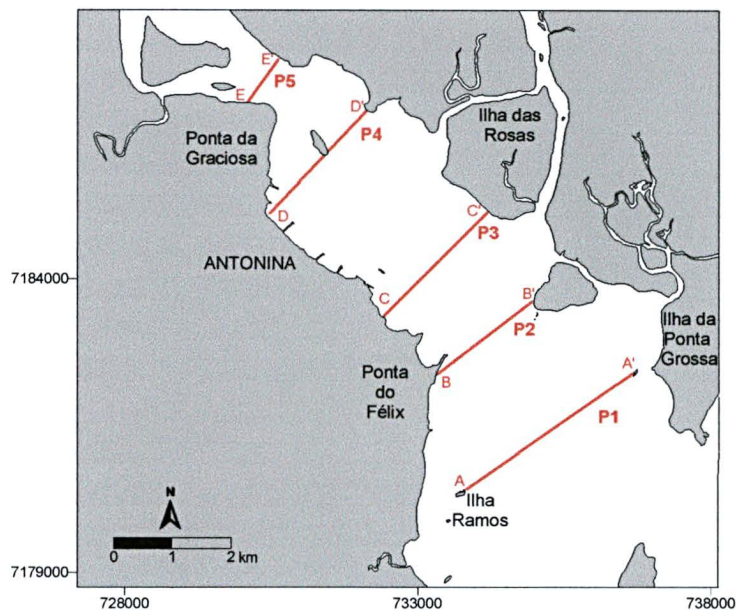 E'
P5
E
D'
Ponta da
Graciosa
P4
Ilha das
Rosas
D
C'
P3
ANTONINA
7184000
C
B'
P2
Ilha da
Ponta
Grossa
Ponta
do
Félix
B
A'
P1
A
Ilha
Ramos
N
0 1 2 km
7179000
728000 733000 738000